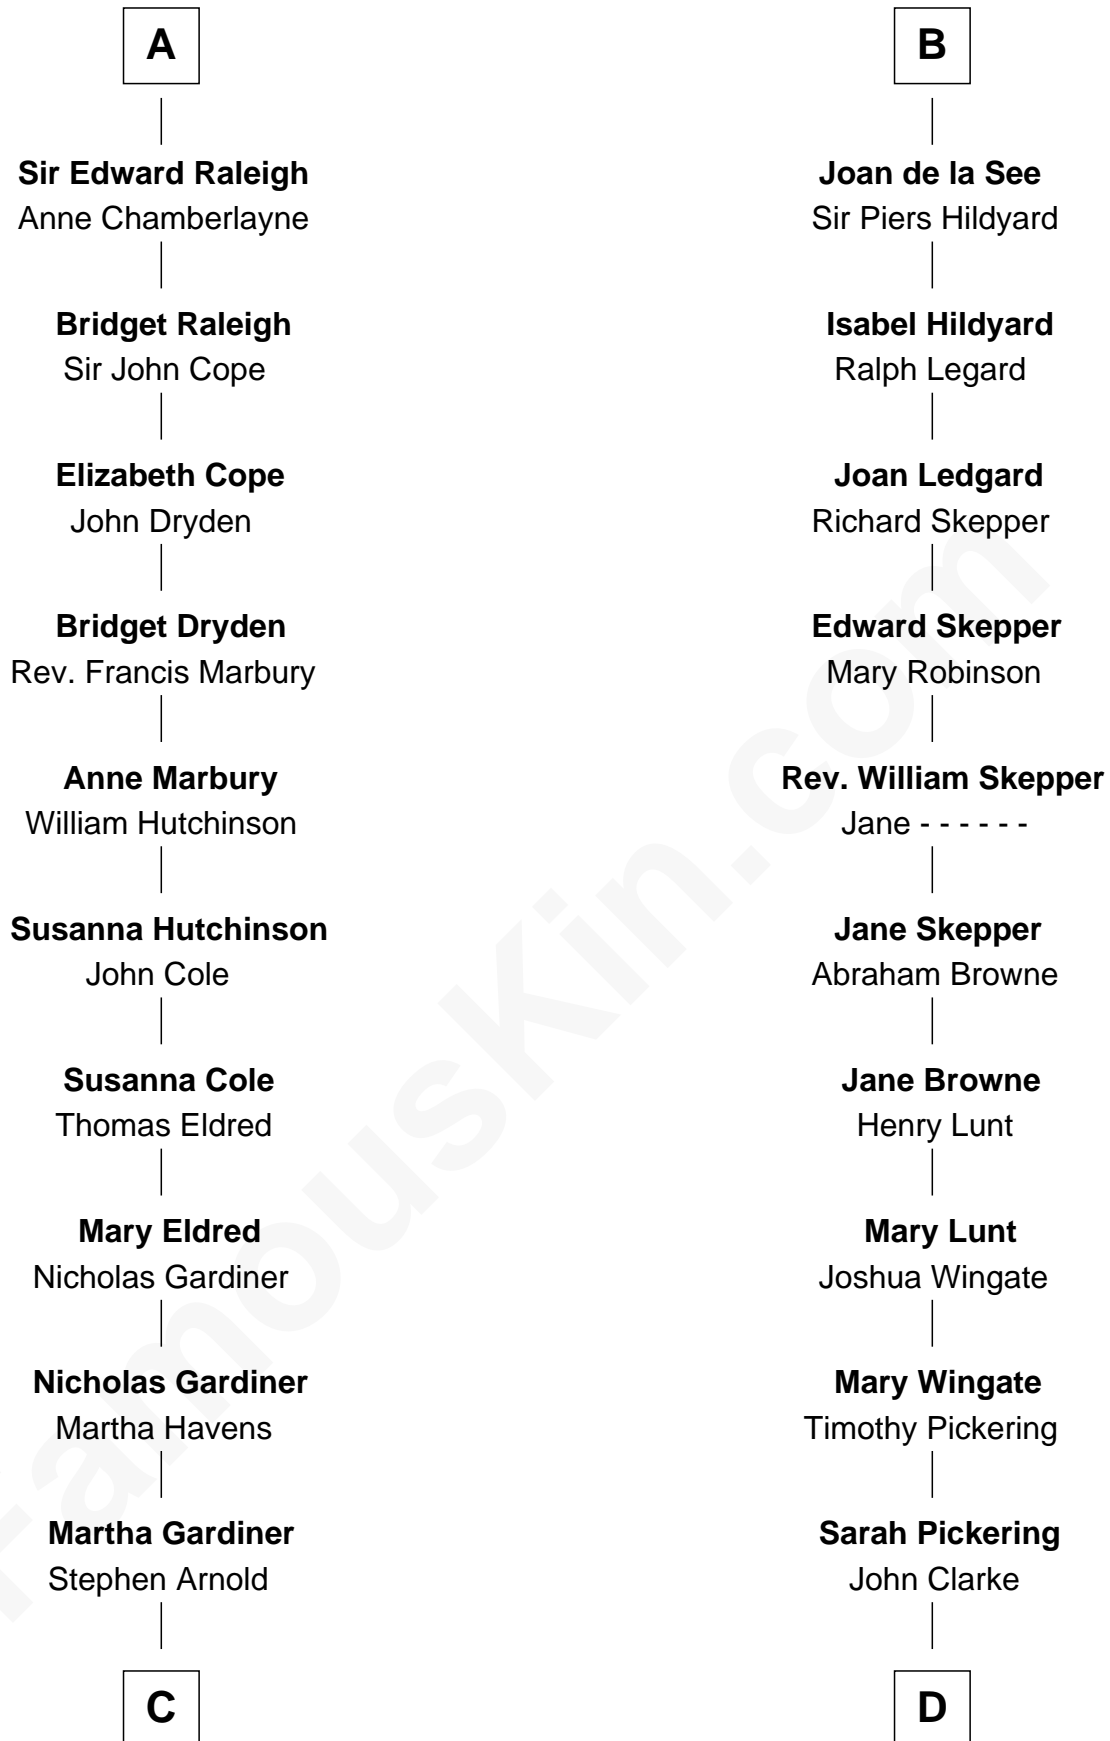 A
Sir Edward Raleigh
Anne Chamberlayne
Bridget Raleigh
Sir John Cope
Elizabeth Cope
John Dryden
Bridget Dryden
Rev. Francis Marbury
Anne Marbury
William Hutchinson
Susanna Hutchinson
John Cole
Susanna Cole
Thomas Eldred
Mary Eldred
Nicholas Gardiner
Nicholas Gardiner
Martha Havens
Martha Gardiner
Stephen Arnold
C
B
Joan de la See
Sir Piers Hildyard
Isabel Hildyard
Ralph Legard
Joan Ledgard
Richard Skepper
Edward Skepper
Mary Robinson
Rev. William Skepper
Jane - - - - - -
Jane Skepper
Abraham Browne
Jane Browne
Henry Lunt
Mary Lunt
Joshua Wingate
Mary Wingate
Timothy Pickering
Sarah Pickering
John Clarke
D
FamousKin.com